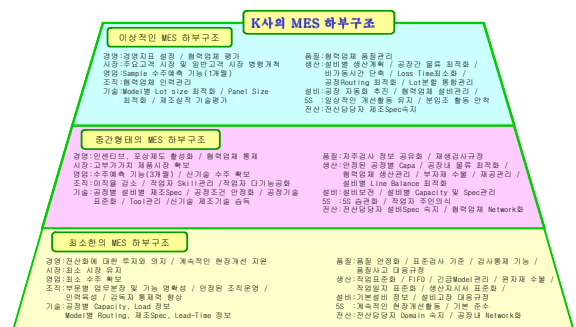 K사의 MES 하부구조
이상적인 MES 하부구조
경영:경영지표 설정 / 협력업체 평가
시장:주요고객 시장 및 일반고객 시장 병행개척
영업:Sample 수주예측 기능(1개월)
조직:협력업체 인력관리
기술:Model별 Lot size 최적화 / Panel Size
최적화 / 제조실적 기술평가
품질:협력업체 품질관리
생산:설비별 생산계획 / 공장간 물류 최적화 /
비가동시간 단축 / Loss Time최소화 /
공정Routing 최적화 / Lot분할 통합관리
설비:공장 자동화 추진 / 협력업체 설비관리 /
5S :일상적인 개선활동 유지 / 분임조 활동 안착
전산:전산담당자 제조Spec숙지
중간형태의 MES 하부구조
경영:인센티브, 포상제도 활성화 / 협력업체 통제
시장:고부가가치 제품시장 확보
영업:수주예측 기능(3개월) / 신기술 수주 확보
조직:이직율 감소 / 작업자 Skill관리 /작업자 다기능공화
기술:공정별 설비별 제조Spec / 공정조건 안정화 / 공정기술
표준화 / Tool관리 /신기술 제조기술 습득
품질:자주검사 정보 공유화 / 재생검사규정
생산:안정된 공정별 Capa / 공장내 물류 최적화 /
협력업체 생산관리 / 부자재 수불 / 재공관리 /
설비별 Line Balance 최적화
설비:설비보전 / 설비별 Capacity 및 Spec관리
5S :5S 습관화 / 작업자 주인의식
전산:전산담당자 설비Spec 숙지 / 협력업체 Network화
최소한의 MES 하부구조
경영:전산화에 대한 투자와 의지 / 계속적인 현장개선 지원
시장:최소 시장 유지
영업:최소 수주 확보
조직:부문별 업무분장 및 기능 명확성 / 안정된 조직운영 /
인력육성 / 감독자 통제력 향상
기술:공정별 Capacity, Load 정보
Model별 Routing, 제조Spec, Lead-Time 정보
품질:품질 안정화 / 표준검사 기준 / 검사통제 기능 /
품질사고 대응규정
생산:작업표준화 / FIFO / 긴급Model관리 / 원자재 수불 /
작업일지 표준화 / 생산지시서 표준화 /
설비:기본설비 정보 / 설비고장 대응규정
5S :계속적인 현장개선활동 / 기본 준수
전산:전산담당자 Domain 숙지 / 공장내 Network화